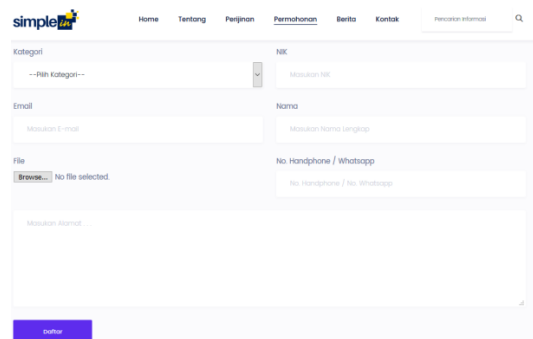 simple in
Home Tentang Perijinan Permohonan Berita Kontak Pencarian Informasi
Kategori NIK
--Pilih Kategori-- Masukan NIK
Email Nama
Masukan E-mail Masukan Nama Lengkap
File No. Handphone / Whatsapp
Browse... No file selected. No. Handphone / No. Whatsapp
Masukan Alamat ...
Daftar